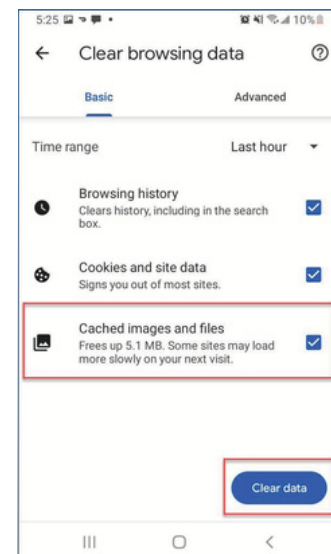 5:25 10%
Clear browsing data
Basic Advanced
Time range Last hour
Browsing history
Clears history, including in the search
box.
Cookies and site data
Signs you out of most sites.
Cached images and files
Frees up 5.1 MB. Some sites may load
more slowly on your next visit.
Clear data